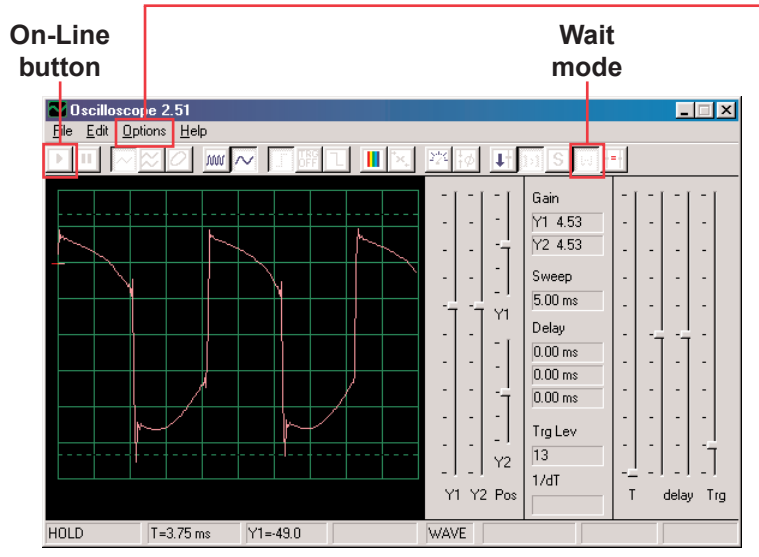 On-Line
button
Wait
mode
Oscilloscope 2.51
File Edit Options Help
TRG
OFF
S
Gain
Y1 4.53
Y2 4.53
Sweep
5.00 ms
Delay
0.00 ms
0.00 ms
0.00 ms
Trg Lev
13
1/dT
Y1
Y2
Y1 Y2 Pos
T delay Trg
HOLD T=3.75 ms Y1=-49.0 WAVE